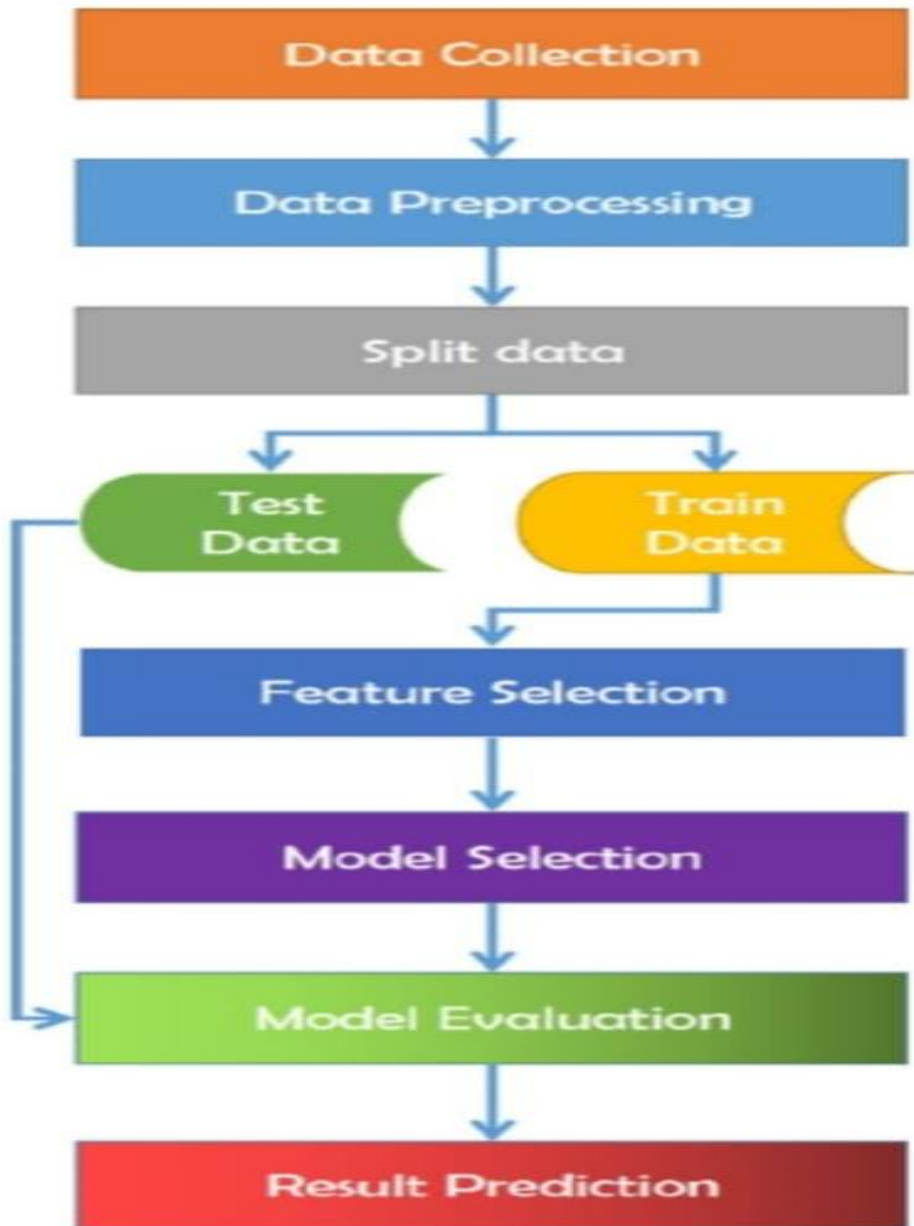 Data Collection
Data Preprocessing
Split data
Test
Data
Train
Data
Feature Selection
Model Selection
Model Evaluation
Result Prediction